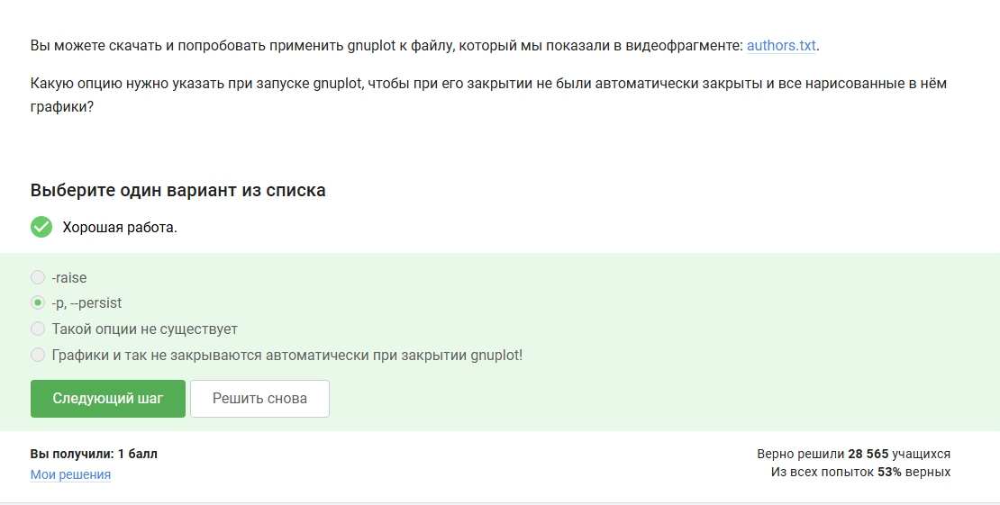 Вы можете скачать и попробовать применить gnuplot к файлу, который мы показали в видеофрагменте: authors.txt.
Какую опцию нужно указать при запуске gnuplot, чтобы при его закрытии не были автоматически закрыты и все нарисованные в нём
графики?
Выберите один вариант из списка
Хорошая работа.
-raise
-p, --persist
Такой опции не существует
Графики и так не закрываются автоматически при закрытии gnuplot!
Следующий шаг
Решить снова
Вы получили: 1 балл
Мои решения
Верно решили 28 565 учащихся
Из всех попыток 53% верных